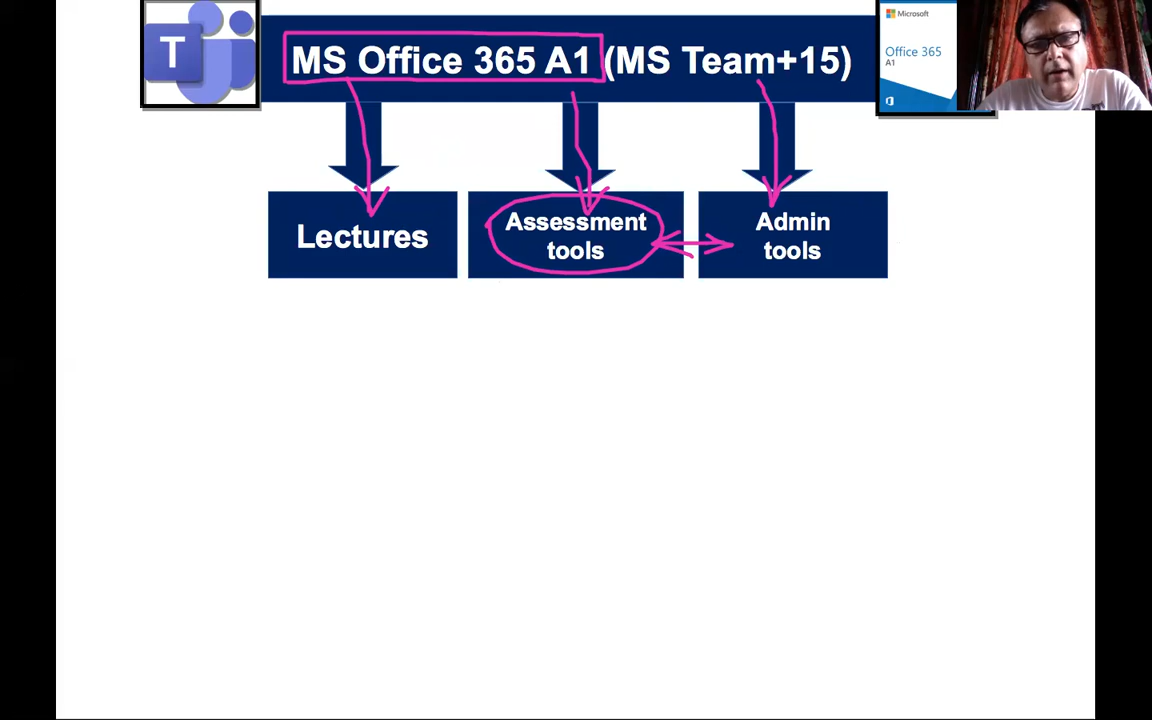 T
MS Office 365 A1 (MS Team+15)
Microsoft
Office 365
A1
Lectures
Assessment
tools
Admin
tools